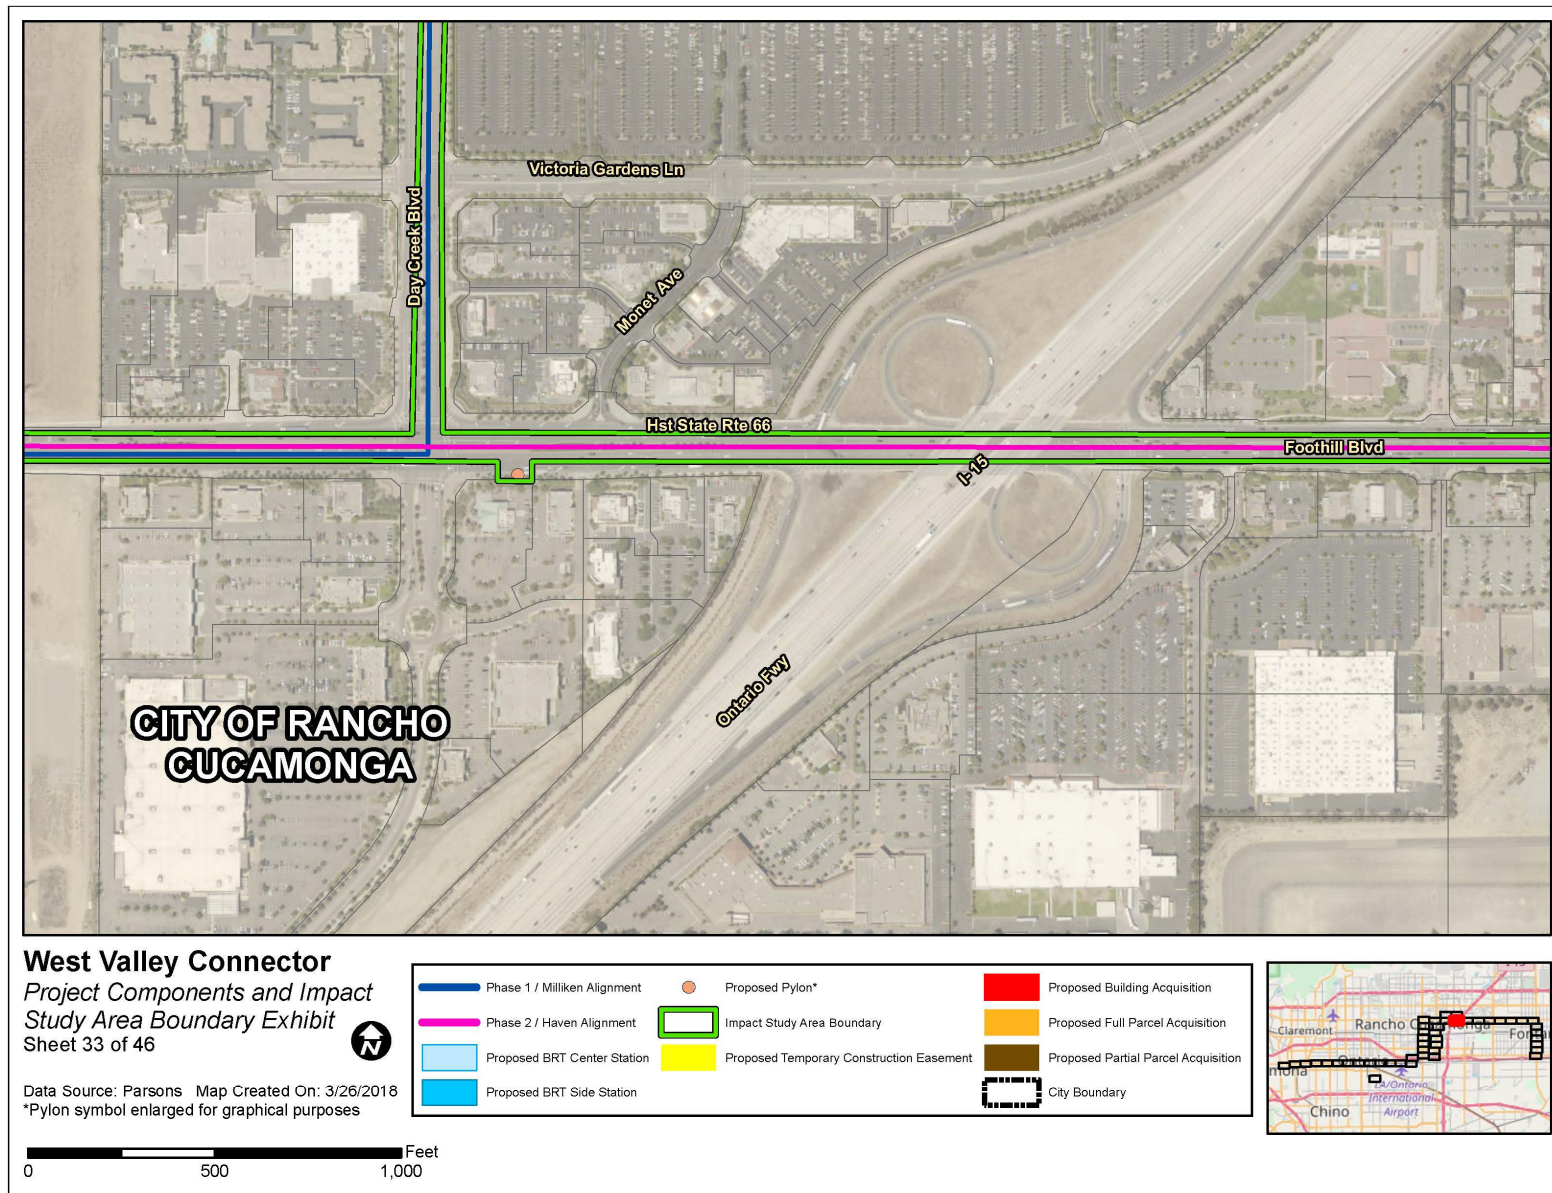 Victoria Gardens Ln
Day Creek Blvd
Monet Ave
Hst State Rte 66
Foothill Blvd
I-15
Ontario Fwy
CITY OF RANCHO
CUCAMONGA
West Valley Connector
Project Components and Impact
Study Area Boundary Exhibit
Sheet 33 of 46
N
Data Source: Parsons Map Created On: 3/26/2018
*Pylon symbol enlarged for graphical purposes
0 500 1,000 Feet
Phase 1 / Milliken Alignment
Phase 2 / Haven Alignment
Proposed BRT Center Station
Proposed BRT Side Station
Proposed Pylon*
Impact Study Area Boundary
Proposed Temporary Construction Easement
Proposed Building Acquisition
Proposed Full Parcel Acquisition
Proposed Partial Parcel Acquisition
City Boundary
Claremont
Ontario
LA/Ontario
International
Airport
Chino